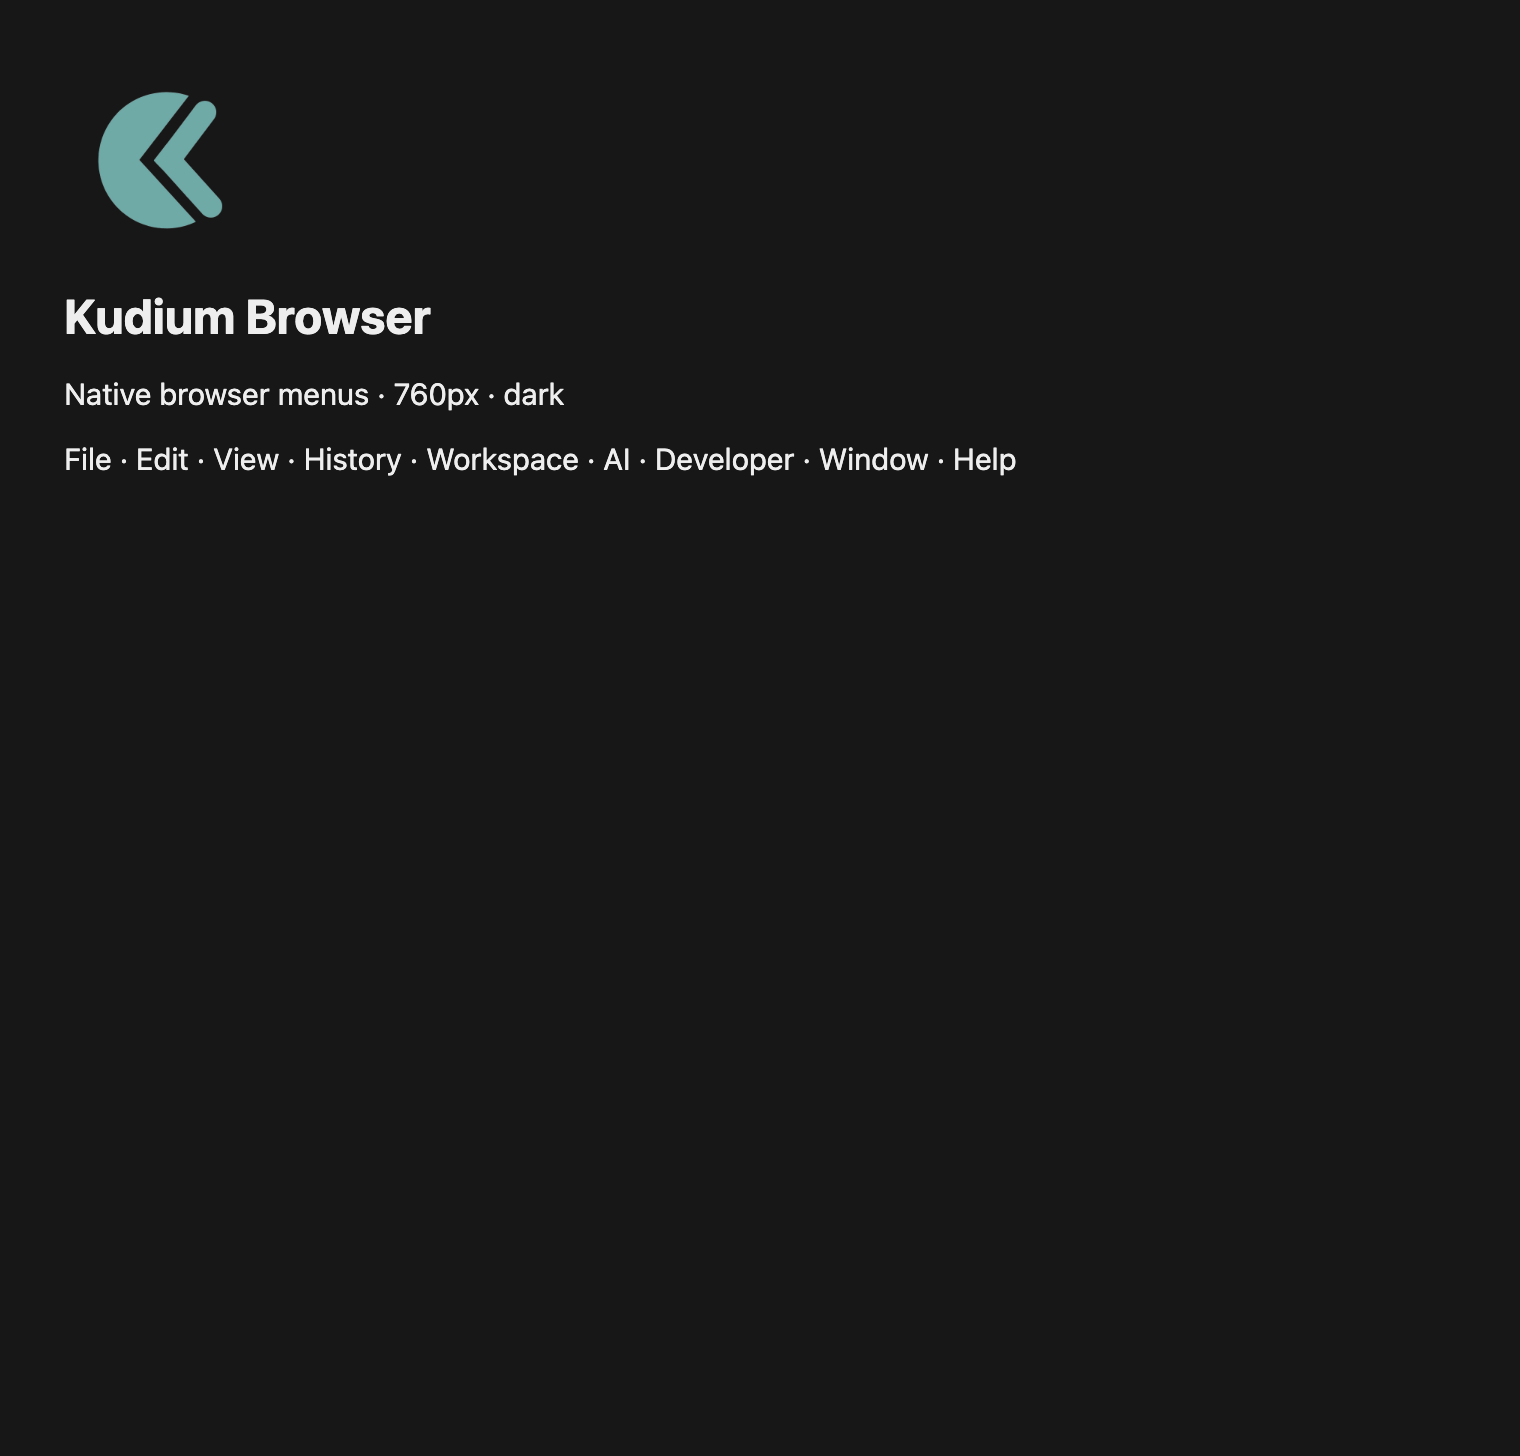 Kudium Browser
Native browser menus · 760px · dark
File · Edit · View · History · Workspace · AI · Developer · Window · Help